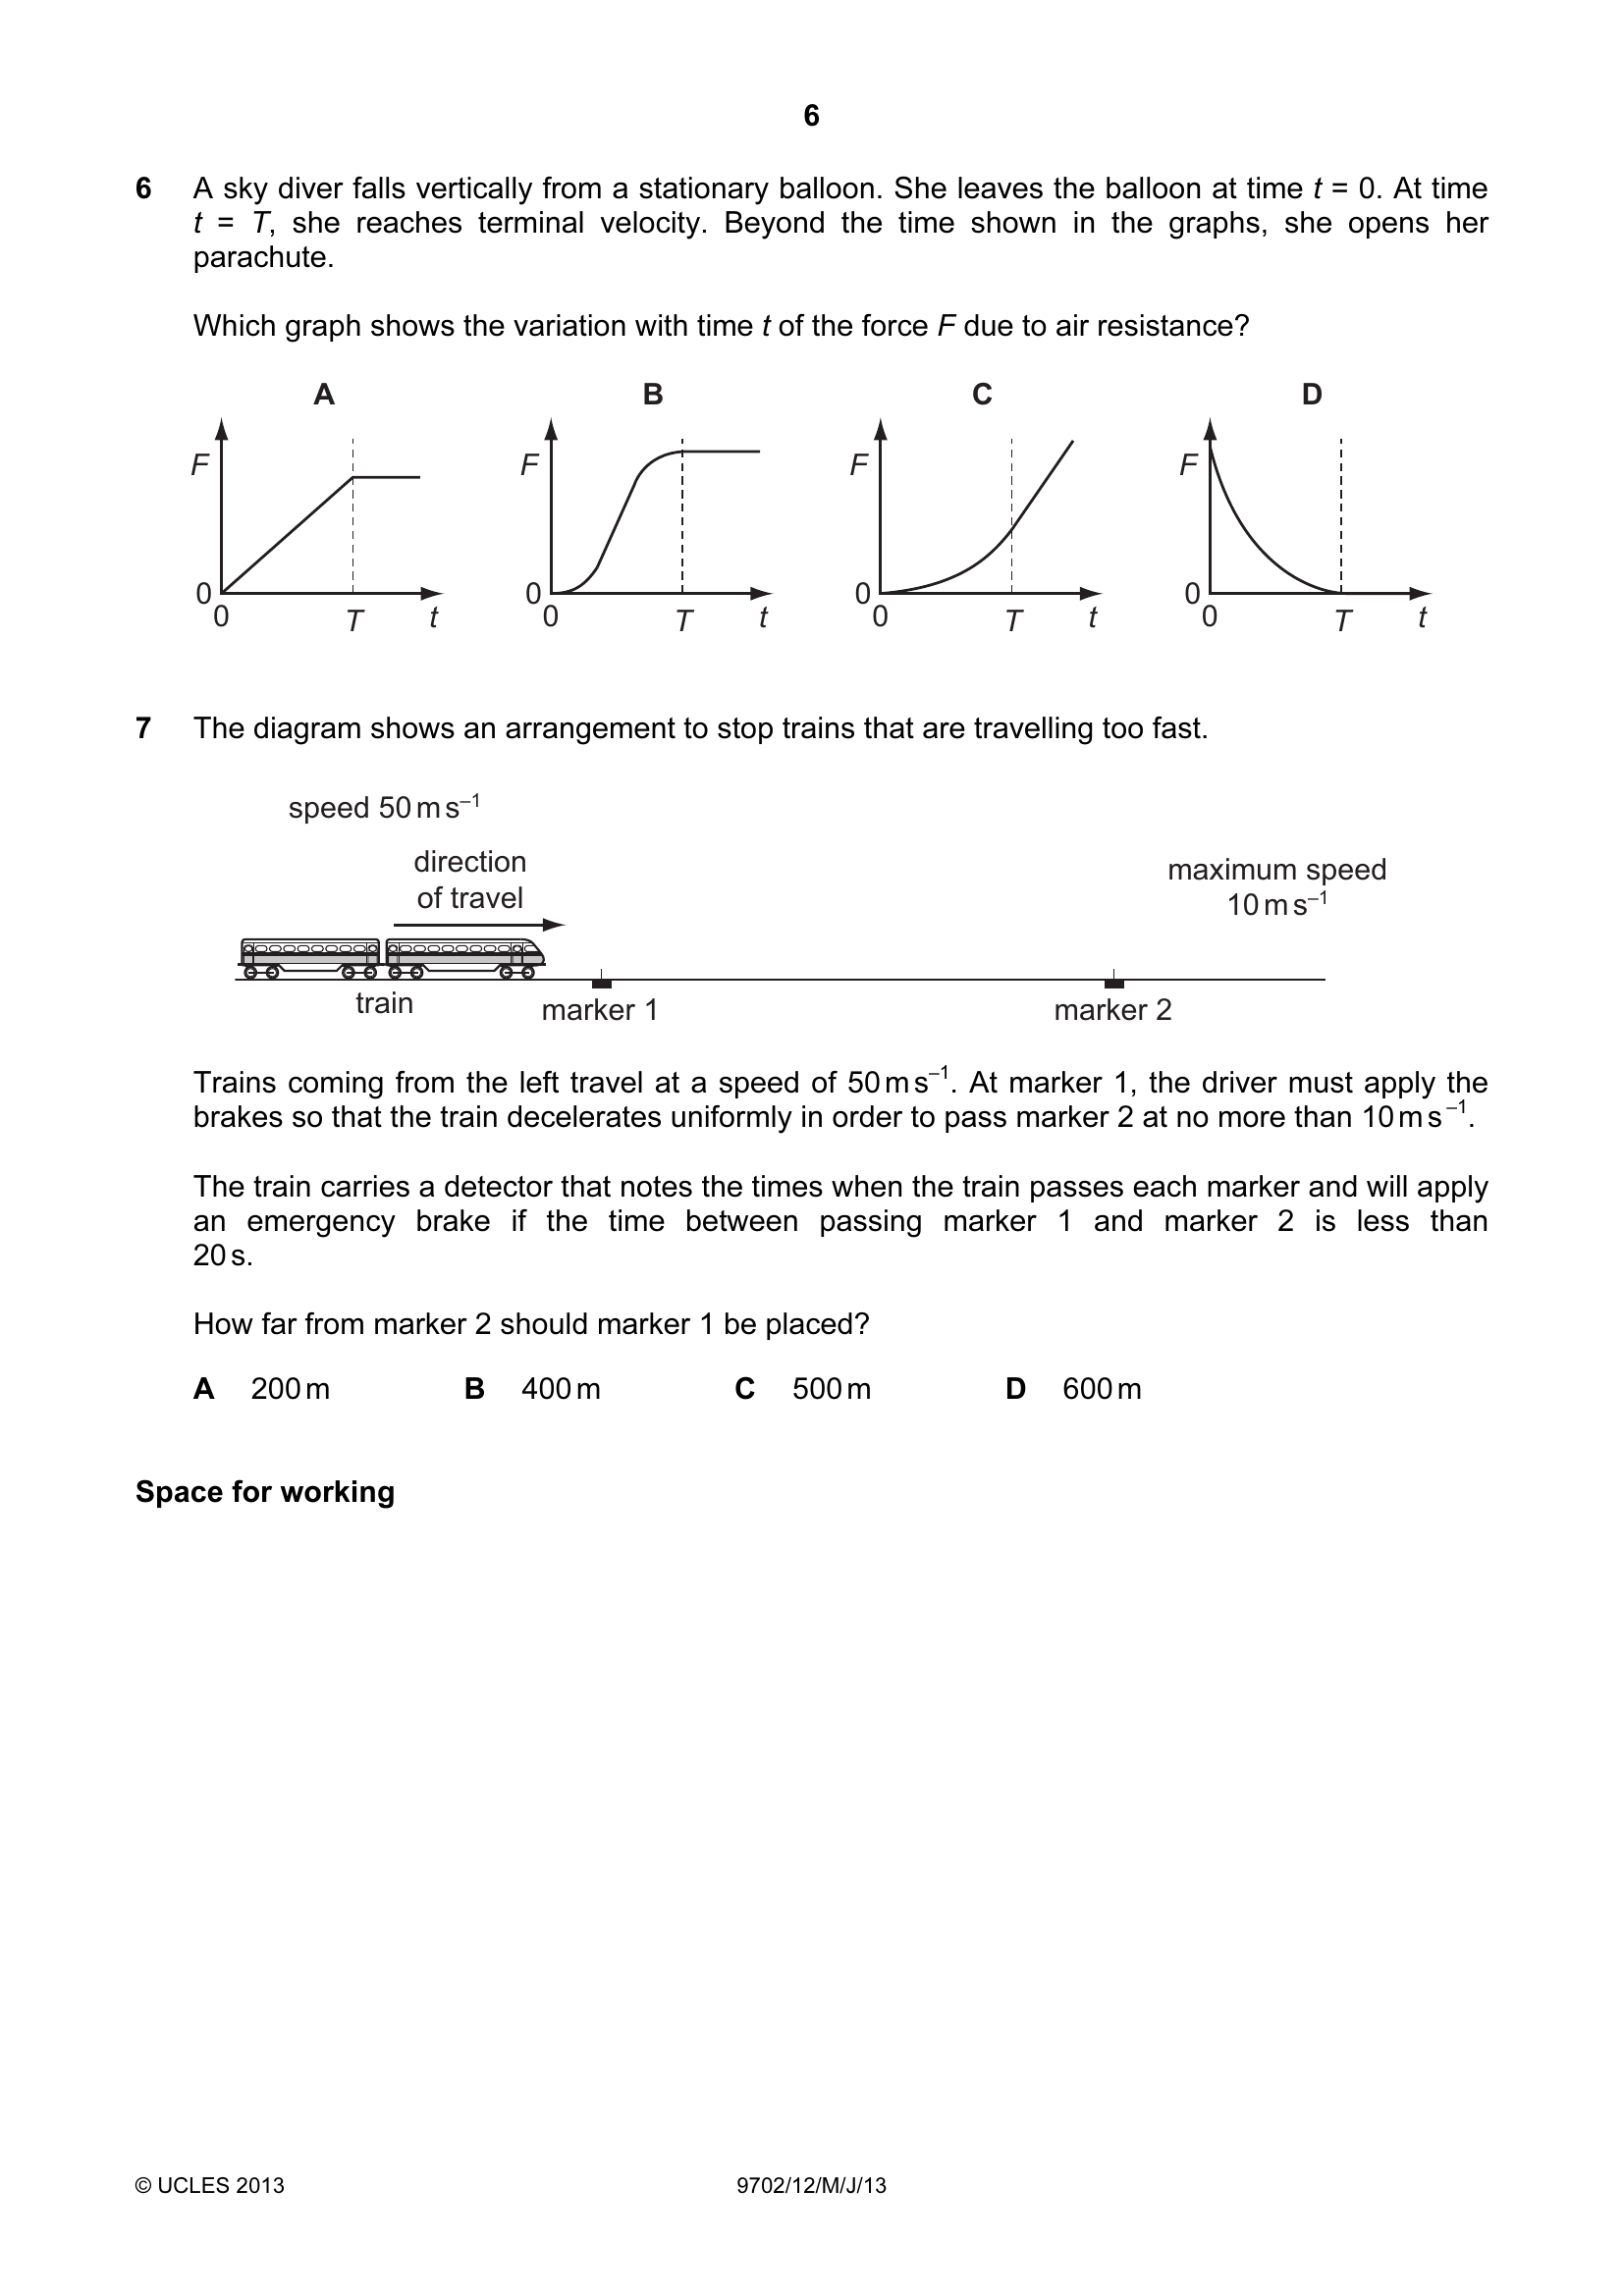 6
6 A sky diver falls vertically from a stationary balloon. She leaves the balloon at time t = 0. At time
t = T, she reaches terminal velocity. Beyond the time shown in the graphs, she opens her
parachute.
Which graph shows the variation with time t of the force F due to air resistance?
A B C D
F F F F
0 0 0 0
0 T t 0 T t 0 T t 0 T t
7 The diagram shows an arrangement to stop trains that are travelling too fast.
speed 50 m s⁻¹
direction
of travel
maximum speed
10 m s⁻¹
train marker 1 marker 2
Trains coming from the left travel at a speed of 50 m s⁻¹. At marker 1, the driver must apply the
brakes so that the train decelerates uniformly in order to pass marker 2 at no more than 10 m s⁻¹.
The train carries a detector that notes the times when the train passes each marker and will apply
an emergency brake if the time between passing marker 1 and marker 2 is less than
20 s.
How far from marker 2 should marker 1 be placed?
A 200 m B 400 m C 500 m D 600 m
Space for working
© UCLES 2013 9702/12/M/J/13